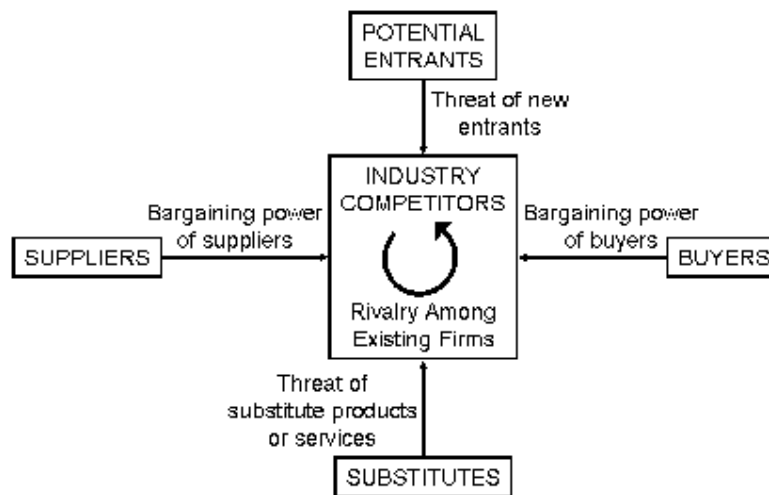 POTENTIAL
ENTRANTS
Threat of new
entrants
INDUSTRY
COMPETITORS
Bargaining power
of suppliers
SUPPLIERS
Bargaining power
of buyers
BUYERS
Rivalry Among
Existing Firms
Threat of
substitute products
or services
SUBSTITUTES